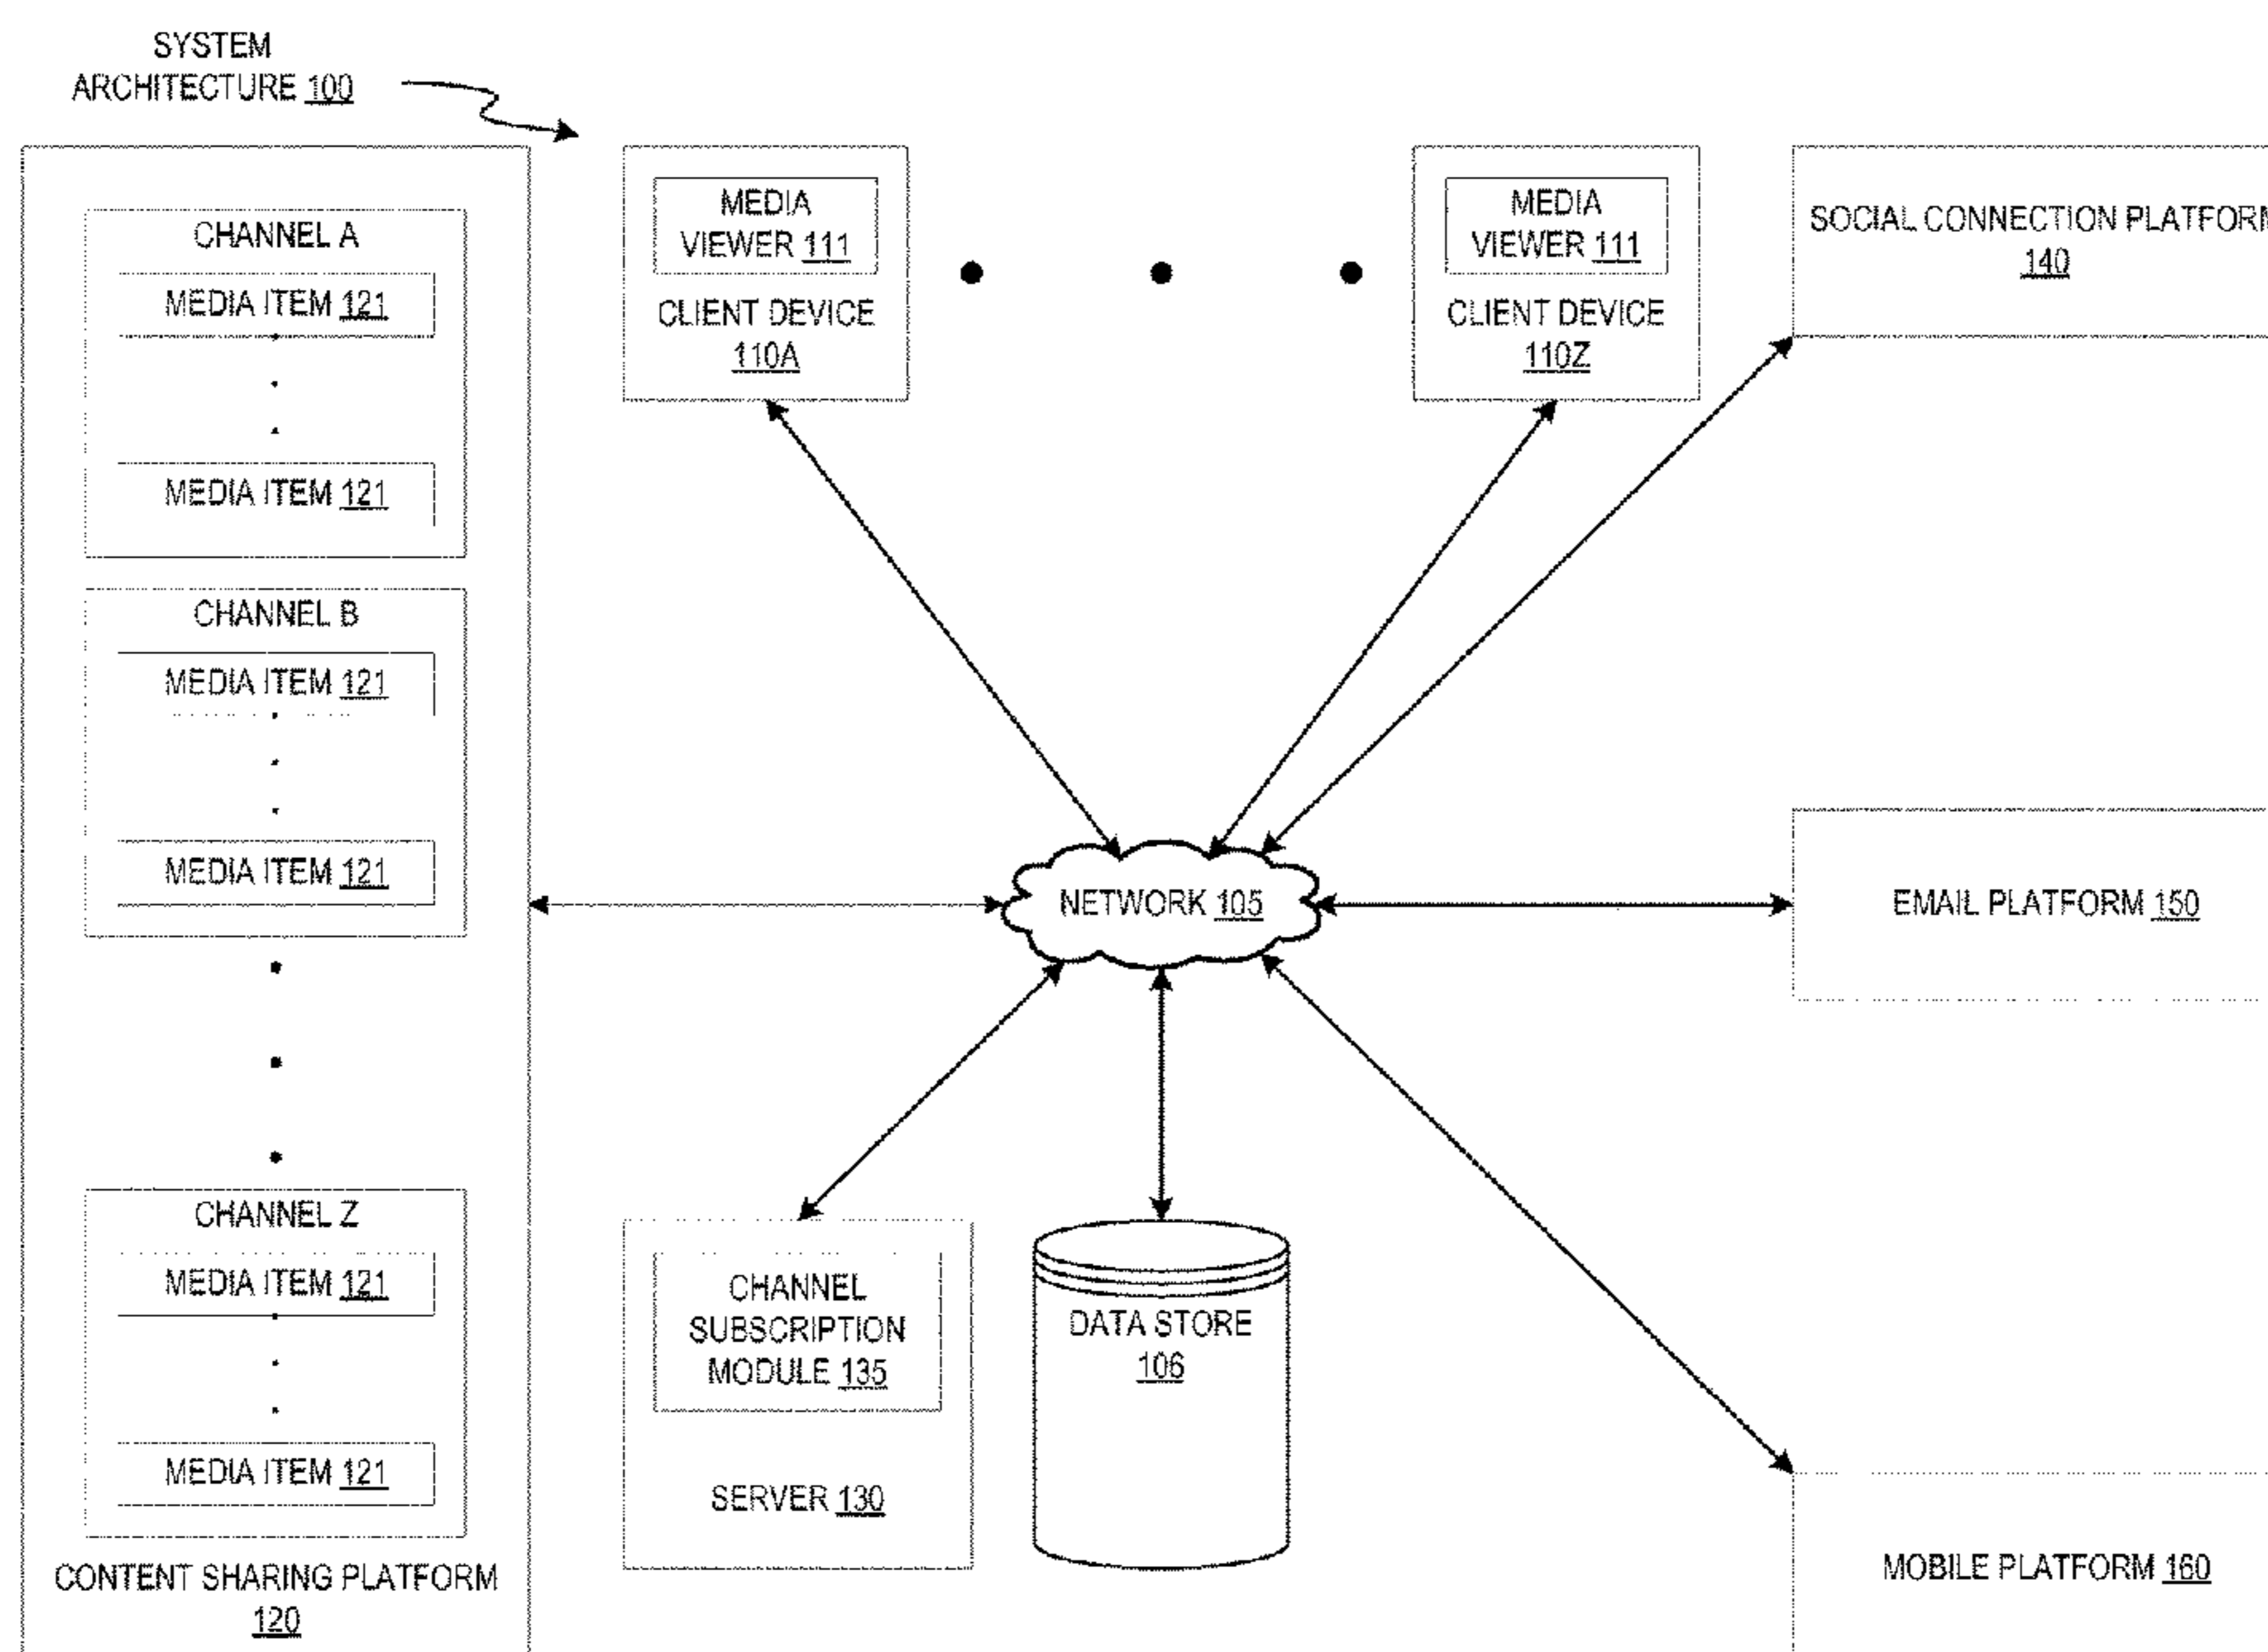 SYSTEM
ARCHITECTURE 100
CHANNEL A
MEDIA ITEM 121
MEDIA ITEM 121
CHANNEL B
MEDIA ITEM 121
MEDIA ITEM 121
CHANNEL Z
MEDIA ITEM 121
MEDIA ITEM 121
CONTENT SHARING PLATFORM
120
MEDIA
VIEWER 111
CLIENT DEVICE
110A
MEDIA
VIEWER 111
CLIENT DEVICE
110Z
SOCIAL CONNECTION PLATFORM
140
NETWORK 105
EMAIL PLATFORM 150
CHANNEL
SUBSCRIPTION
MODULE 135
SERVER 130
DATA STORE
106
MOBILE PLATFORM 160